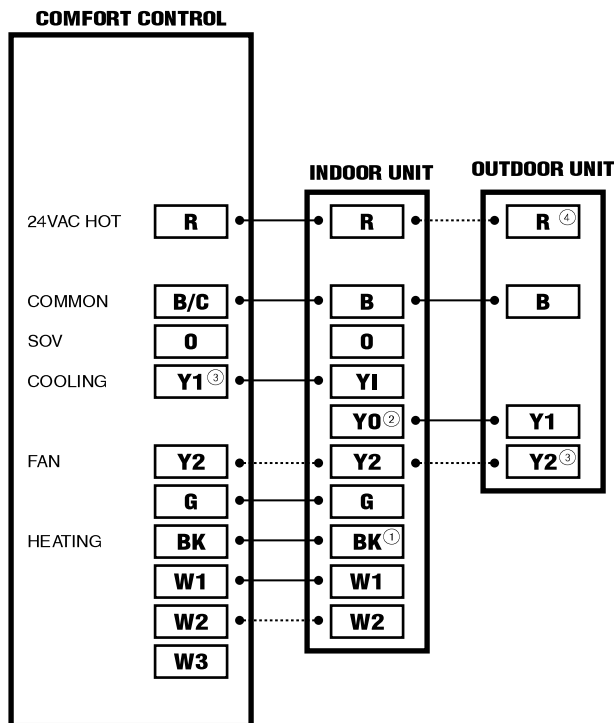 COMFORT CONTROL
INDOOR UNIT OUTDOOR UNIT
24VAC HOT R R R ④
COMMON B/C B B
SOV O O
COOLING Y1 ③ YI
YO ② Y1
FAN Y2 Y2 Y2 ③
G G
HEATING BK BK ①
W1 W1
W2 W2
W3